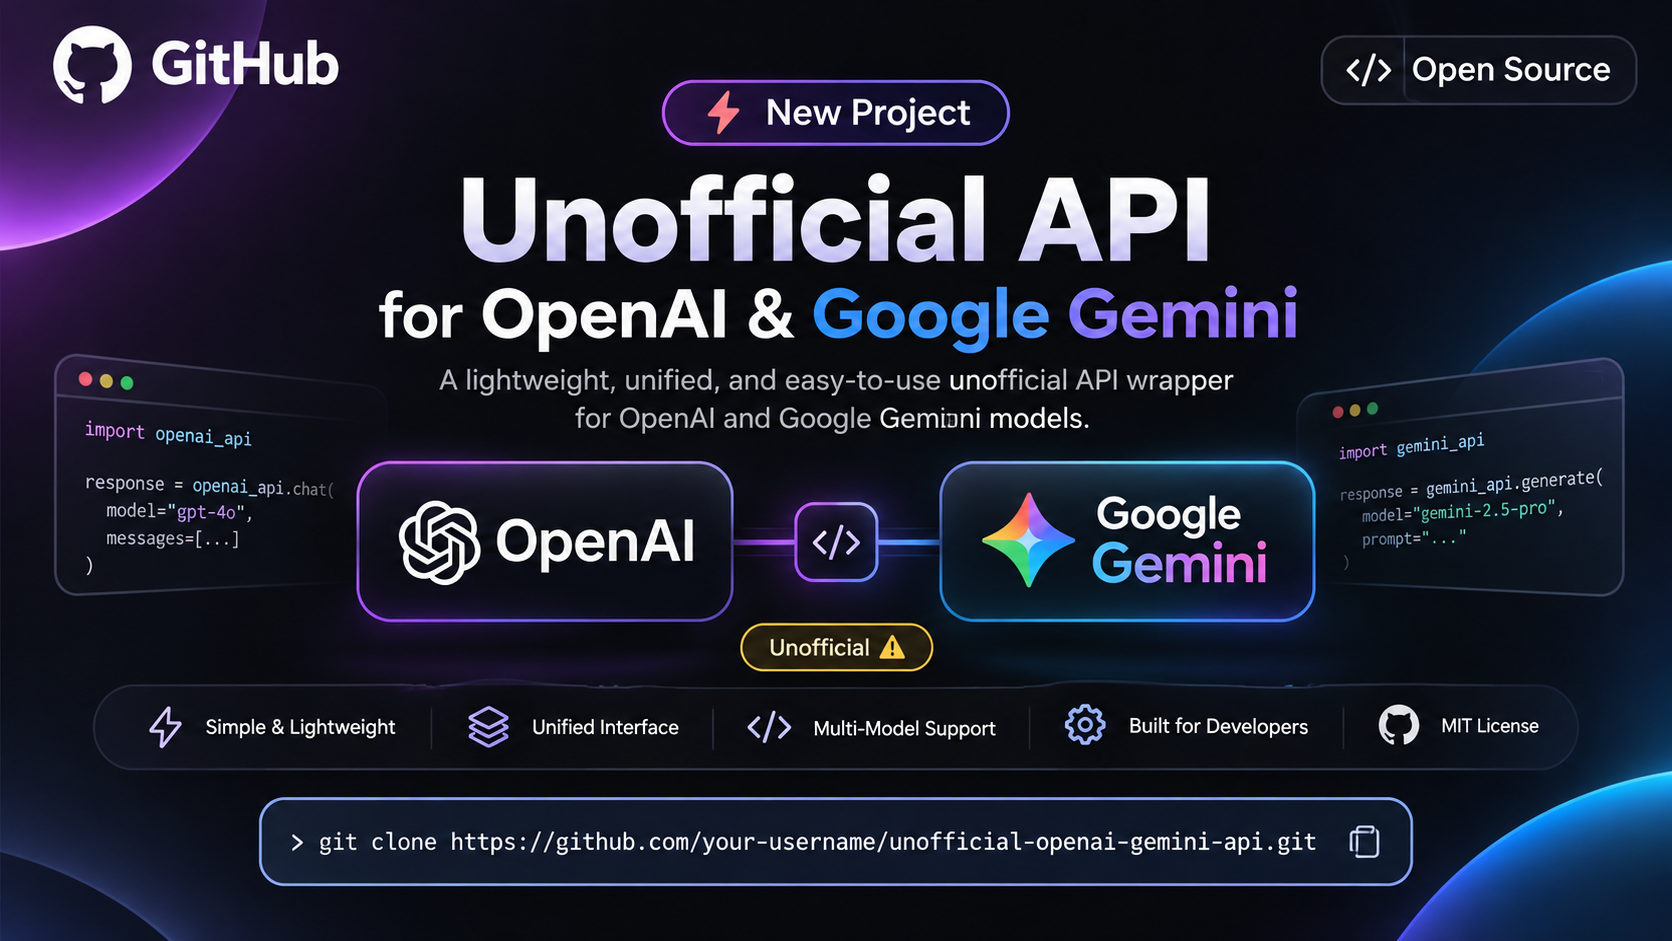 GitHub
</> Open Source
New Project
Unofficial API
for OpenAI & Google Gemini
A lightweight, unified, and easy-to-use unofficial API wrapper
for OpenAI and Google Gemini models.
import openai_api
response = openai_api.chat(
model="gpt-4o",
messages=[...]
)
OpenAI
</>
Google
Gemini
import gemini_api
response = gemini_api.generate(
model="gemini-2.5-pro",
prompt="..."
)
Unofficial
Simple & Lightweight
Unified Interface
</> Multi-Model Support
Built for Developers
MIT License
> git clone https://github.com/your-username/unofficial-openai-gemini-api.git